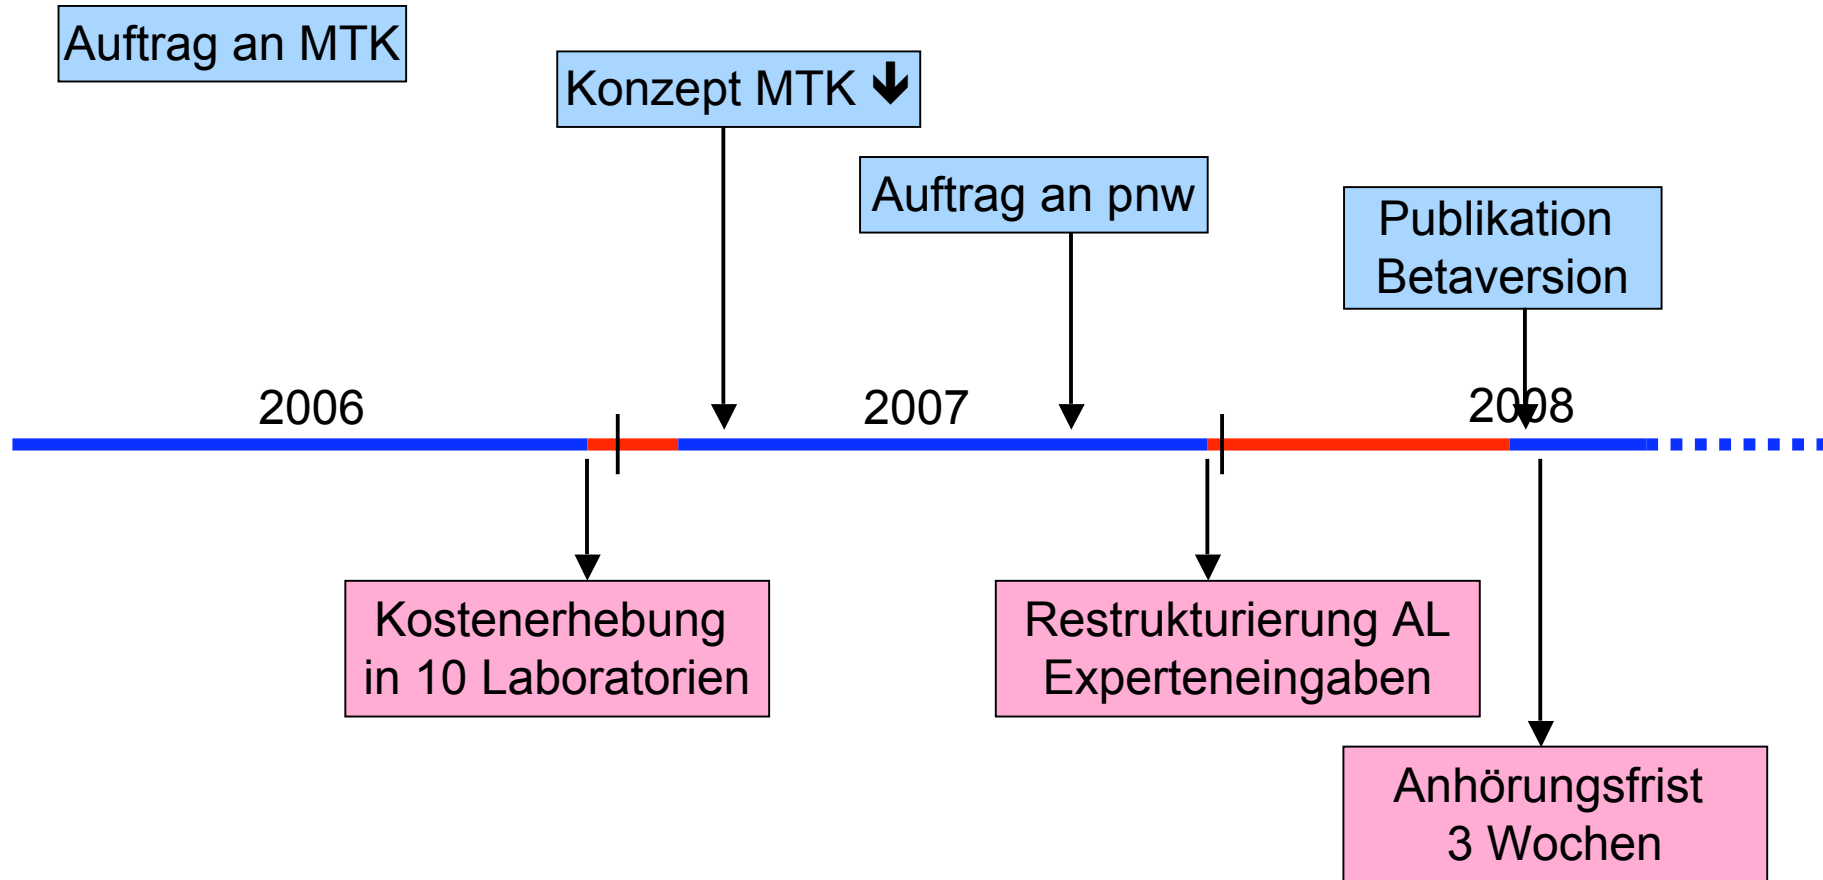 Auftrag an MTK
Konzept MTK 🡫
Auftrag an pnw
Publikation
Betaversion
2006
2007
2008
Kostenerhebung
in 10 Laboratorien
Restrukturierung AL
Experteneingaben
Anhörungsfrist
3 Wochen